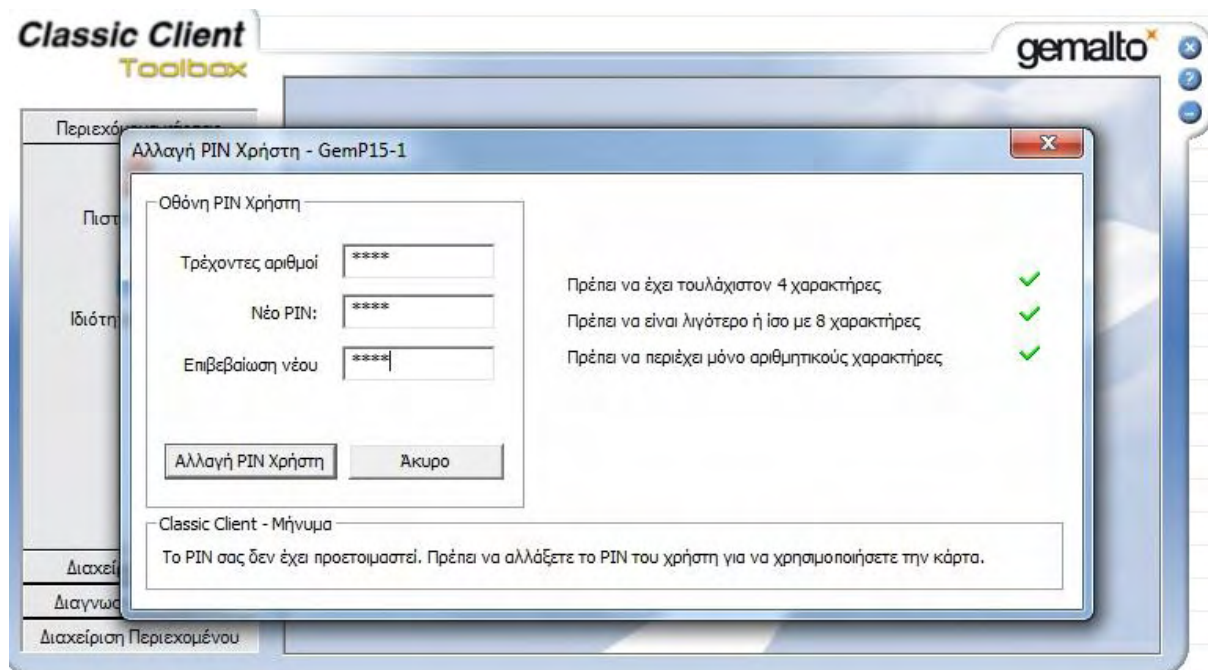 Classic Client
Toolbox
gemalto
Αλλαγή PIN Χρήστη - GemP15-1
Οθόνη PIN Χρήστη
Τρέχοντες αριθμοί ****
Νέο PIN: ****
Επιβεβαίωση νέου ****
Πρέπει να έχει τουλάχιστον 4 χαρακτήρες
Πρέπει να είναι λιγότερο ή ίσο με 8 χαρακτήρες
Πρέπει να περιέχει μόνο αριθμητικούς χαρακτήρες
Αλλαγή PIN Χρήστη
Άκυρο
Classic Client - Μήνυμα
Το PIN σας δεν έχει προετοιμαστεί. Πρέπει να αλλάξετε το PIN του χρήστη για να χρησιμοποιήσετε την κάρτα.
Διαχείριση Περιεχομένου